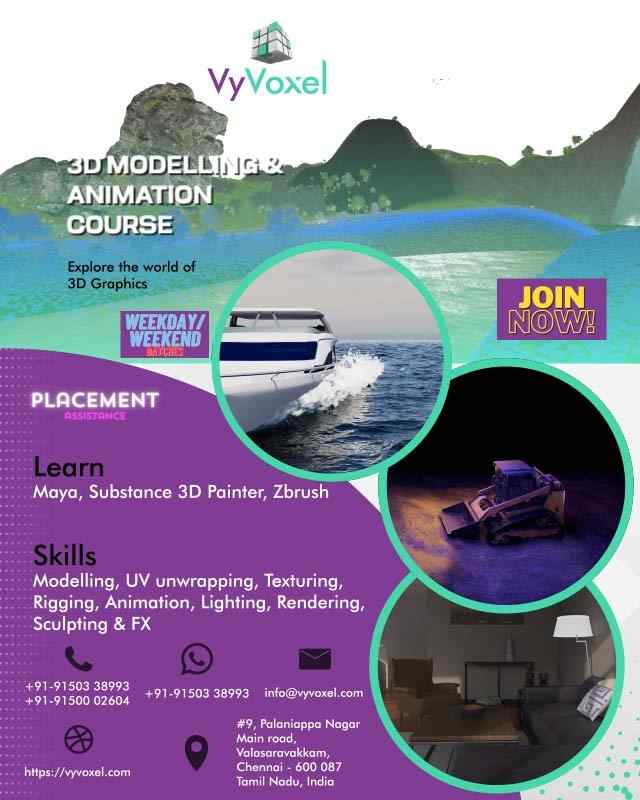 VyVoxel
3D MODELLING &
ANIMATION
COURSE
Explore the world of
3D Graphics
WEEKDAY/
WEEKEND
BATCHES
JOIN
NOW!
PLACEMENT
ASSISTANCE
Learn
Maya, Substance 3D Painter, Zbrush
Skills
Modelling, UV unwrapping, Texturing,
Rigging, Animation, Lighting, Rendering,
Sculpting & FX
+91-91503 38993
+91-91500 02604
+91-91503 38993
info@vyvoxel.com
https://vyvoxel.com
#9, Palaniappa Nagar
Main road,
Valasaravakkam,
Chennai - 600 087
Tamil Nadu, India